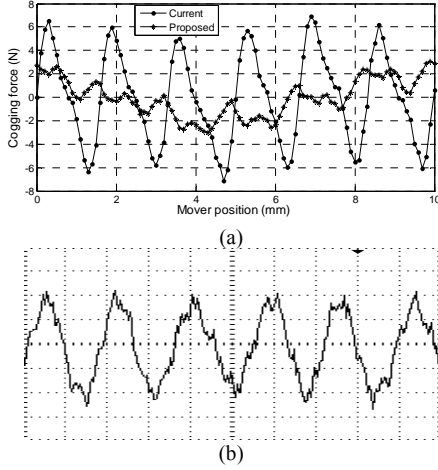 8
6
4
2
0
-2
-4
-6
-8
Cogging force (N)
Current
Proposed
0 2 4 6 8 10
Mover position (mm)
(a)
(b)